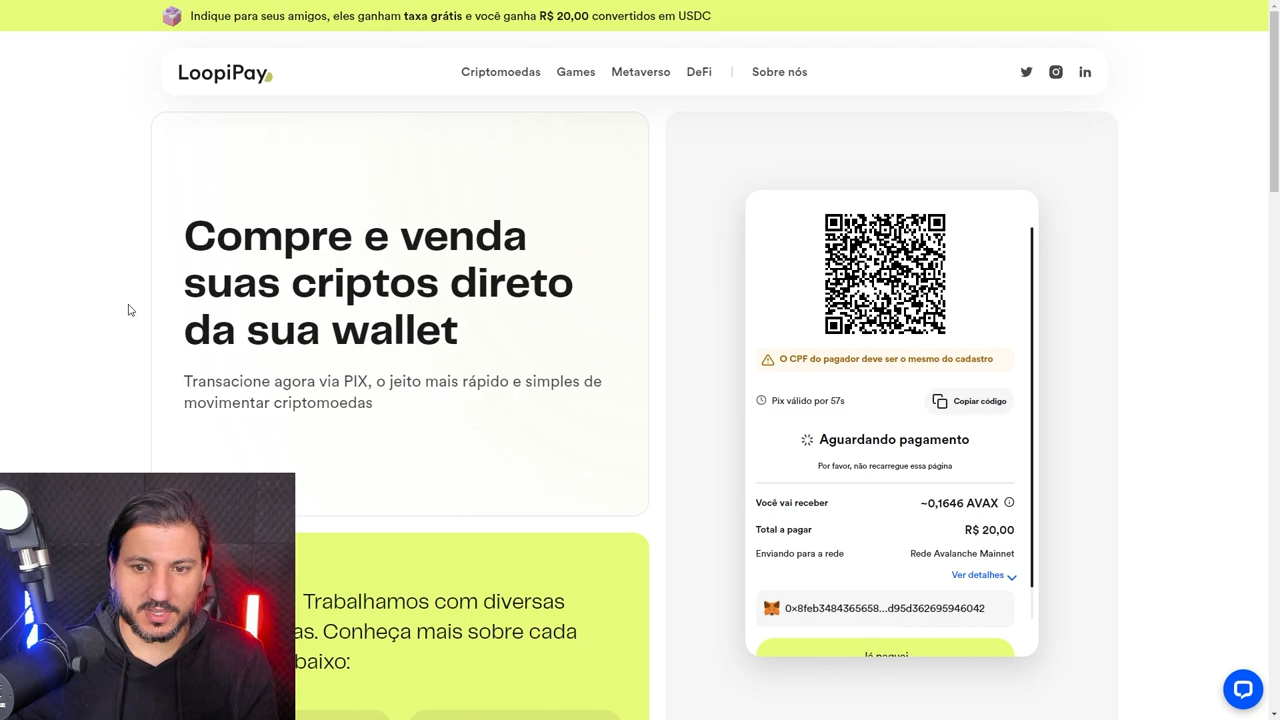 Indique para seus amigos, eles ganham taxa grátis e você ganha R$ 20,00 convertidos em USDC
LoopiPay
Criptomoedas Games Metaverso DeFi | Sobre nós
Compre e venda
suas criptos direto
da sua wallet
Transacione agora via PIX, o jeito mais rápido e simples de
movimentar criptomoedas
Trabalhamos com diversas
as. Conheça mais sobre cada
baixo:
O CPF do pagador deve ser o mesmo do cadastro
Pix válido por 57s
Copiar código
Aguardando pagamento
Por favor, não recarregue essa página
Você vai receber ~0,1646 AVAX
Total a pagar R$ 20,00
Enviando para a rede Rede Avalanche Mainnet
Ver detalhes
0x8feb3484365658...d95d362695946042
Já paguei